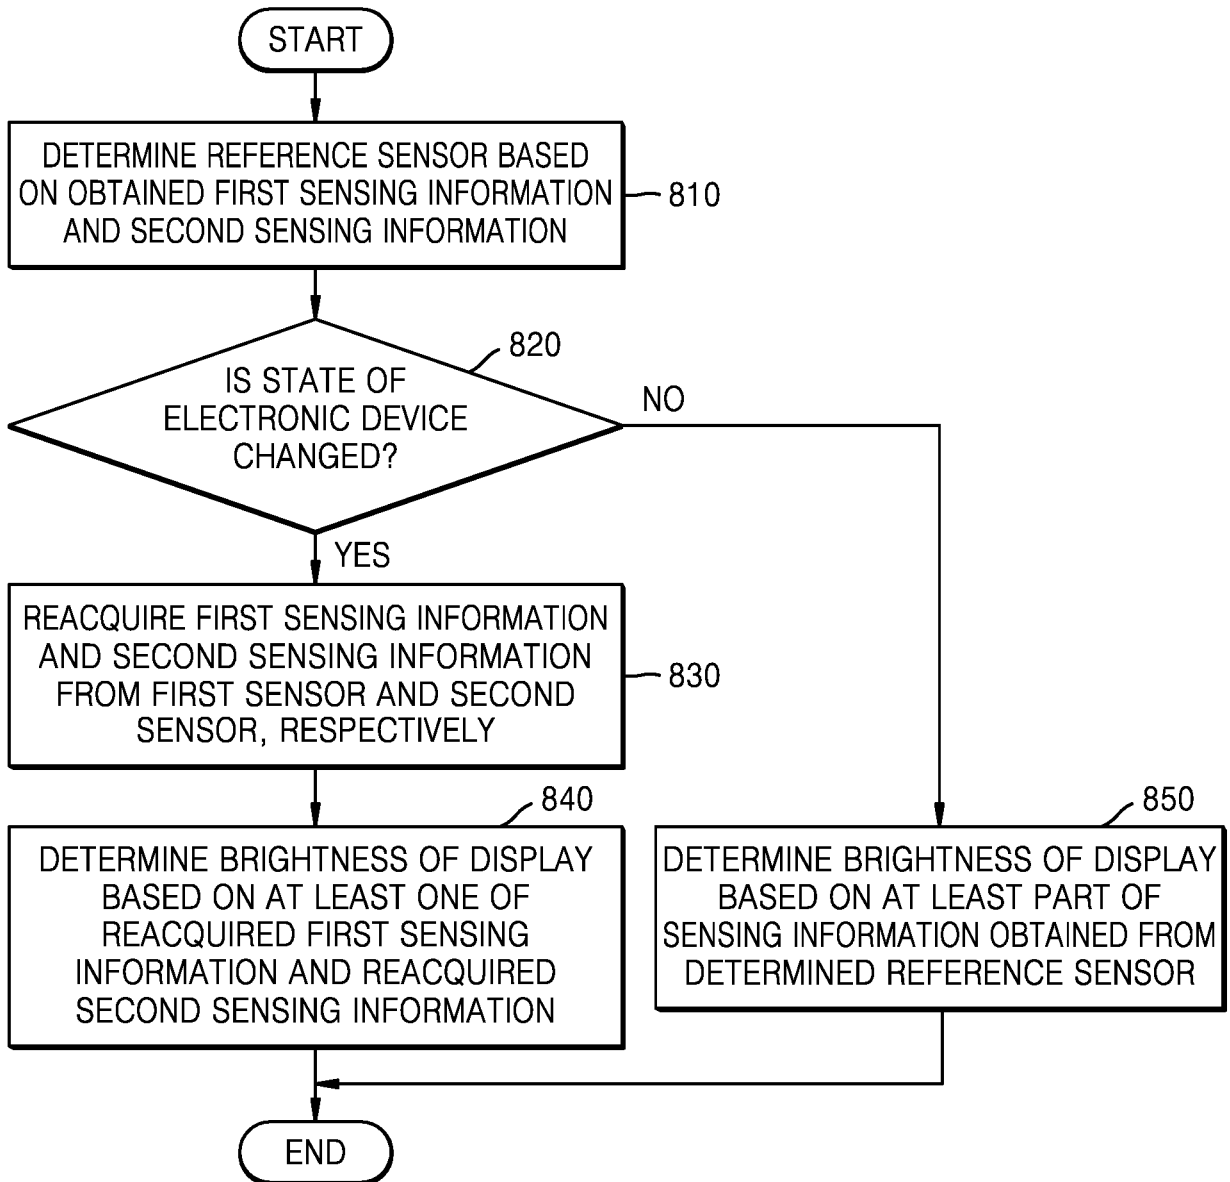 START
DETERMINE REFERENCE SENSOR BASED
ON OBTAINED FIRST SENSING INFORMATION
AND SECOND SENSING INFORMATION
810
820
IS STATE OF
ELECTRONIC DEVICE
CHANGED?
NO
YES
REACQUIRE FIRST SENSING INFORMATION
AND SECOND SENSING INFORMATION
FROM FIRST SENSOR AND SECOND
SENSOR, RESPECTIVELY
830
840
DETERMINE BRIGHTNESS OF DISPLAY
BASED ON AT LEAST ONE OF
REACQUIRED FIRST SENSING
INFORMATION AND REACQUIRED
SECOND SENSING INFORMATION
850
DETERMINE BRIGHTNESS OF DISPLAY
BASED ON AT LEAST PART OF
SENSING INFORMATION OBTAINED FROM
DETERMINED REFERENCE SENSOR
END